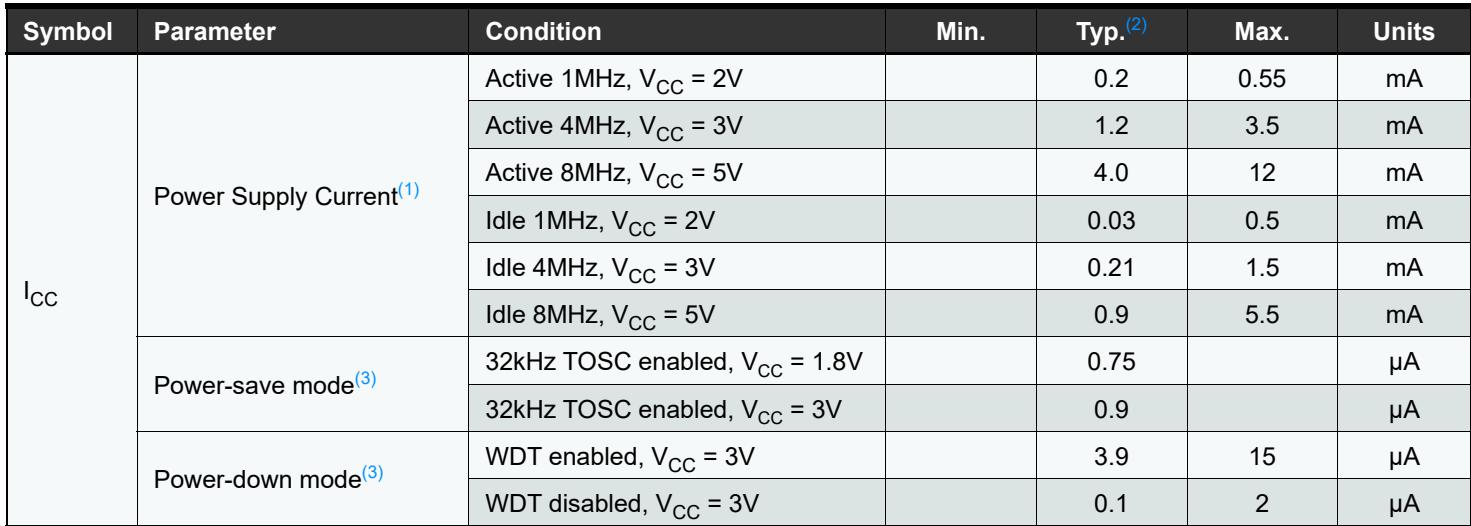 Symbol Parameter Condition Min. Typ.(2) Max. Units
Active 1MHz, VCC = 2V 0.2 0.55 mA
Active 4MHz, VCC = 3V 1.2 3.5 mA
Active 8MHz, VCC = 5V 4.0 12 mA
Power Supply Current(1)
Idle 1MHz, VCC = 2V 0.03 0.5 mA
Idle 4MHz, VCC = 3V 0.21 1.5 mA
ICC
Idle 8MHz, VCC = 5V 0.9 5.5 mA
32kHz TOSC enabled, VCC = 1.8V 0.75 µA
Power-save mode(3)
32kHz TOSC enabled, VCC = 3V 0.9 µA
WDT enabled, VCC = 3V 3.9 15 µA
Power-down mode(3)
WDT disabled, VCC = 3V 0.1 2 µA